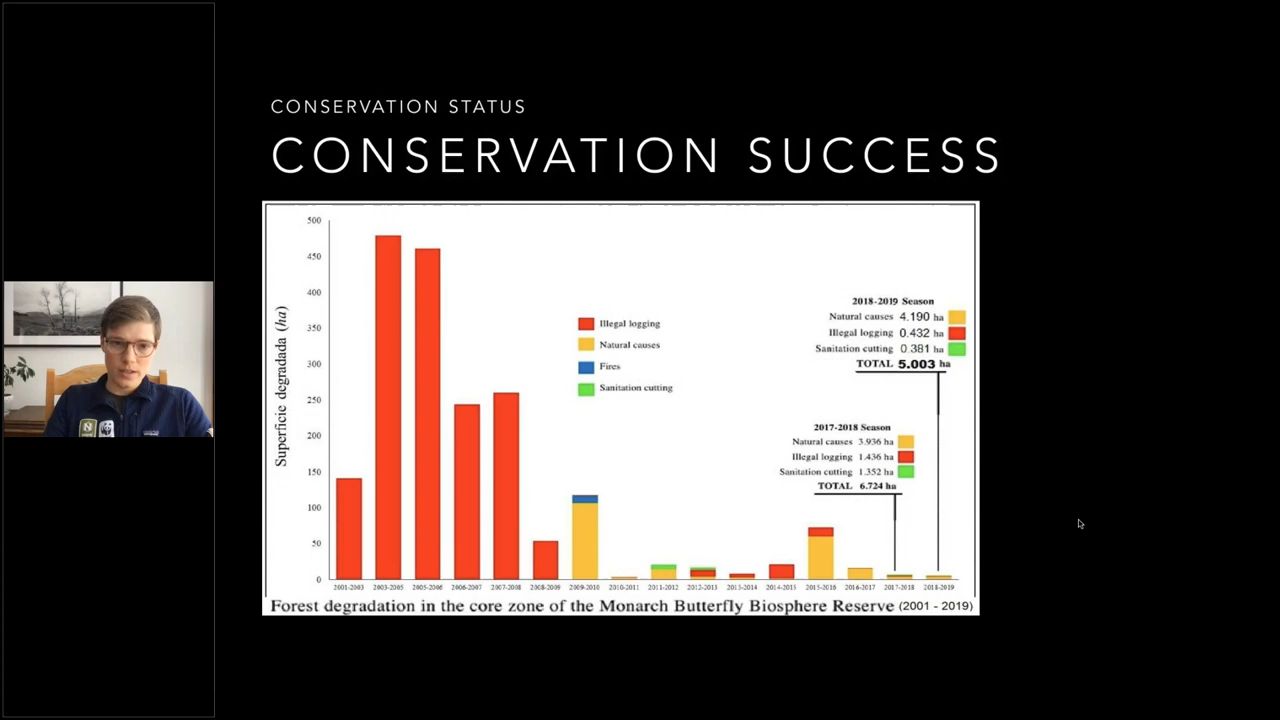 CONSERVATION STATUS
CONSERVATION SUCCESS
500
450
400
350
300
250
200
150
100
50
0
Superficie degradada (ha)
Illegal logging
Natural causes
Fires
Sanitation cutting
2018-2019 Season
Natural causes 4.190 ha
Illegal logging 0.432 ha
Sanitation cutting 0.381 ha
TOTAL 5.003 ha
2017-2018 Season
Natural causes 3.936 ha
Illegal logging 1.436 ha
Sanitation cutting 1.352 ha
TOTAL 6.724 ha
2001-2003 2003-2005 2005-2006 2006-2007 2007-2008 2008-2009 2009-2010 2010-2011 2011-2012 2012-2013 2013-2014 2014-2015 2015-2016 2016-2017 2017-2018 2018-2019
Forest degradation in the core zone of the Monarch Butterfly Biosphere Reserve (2001 - 2019)